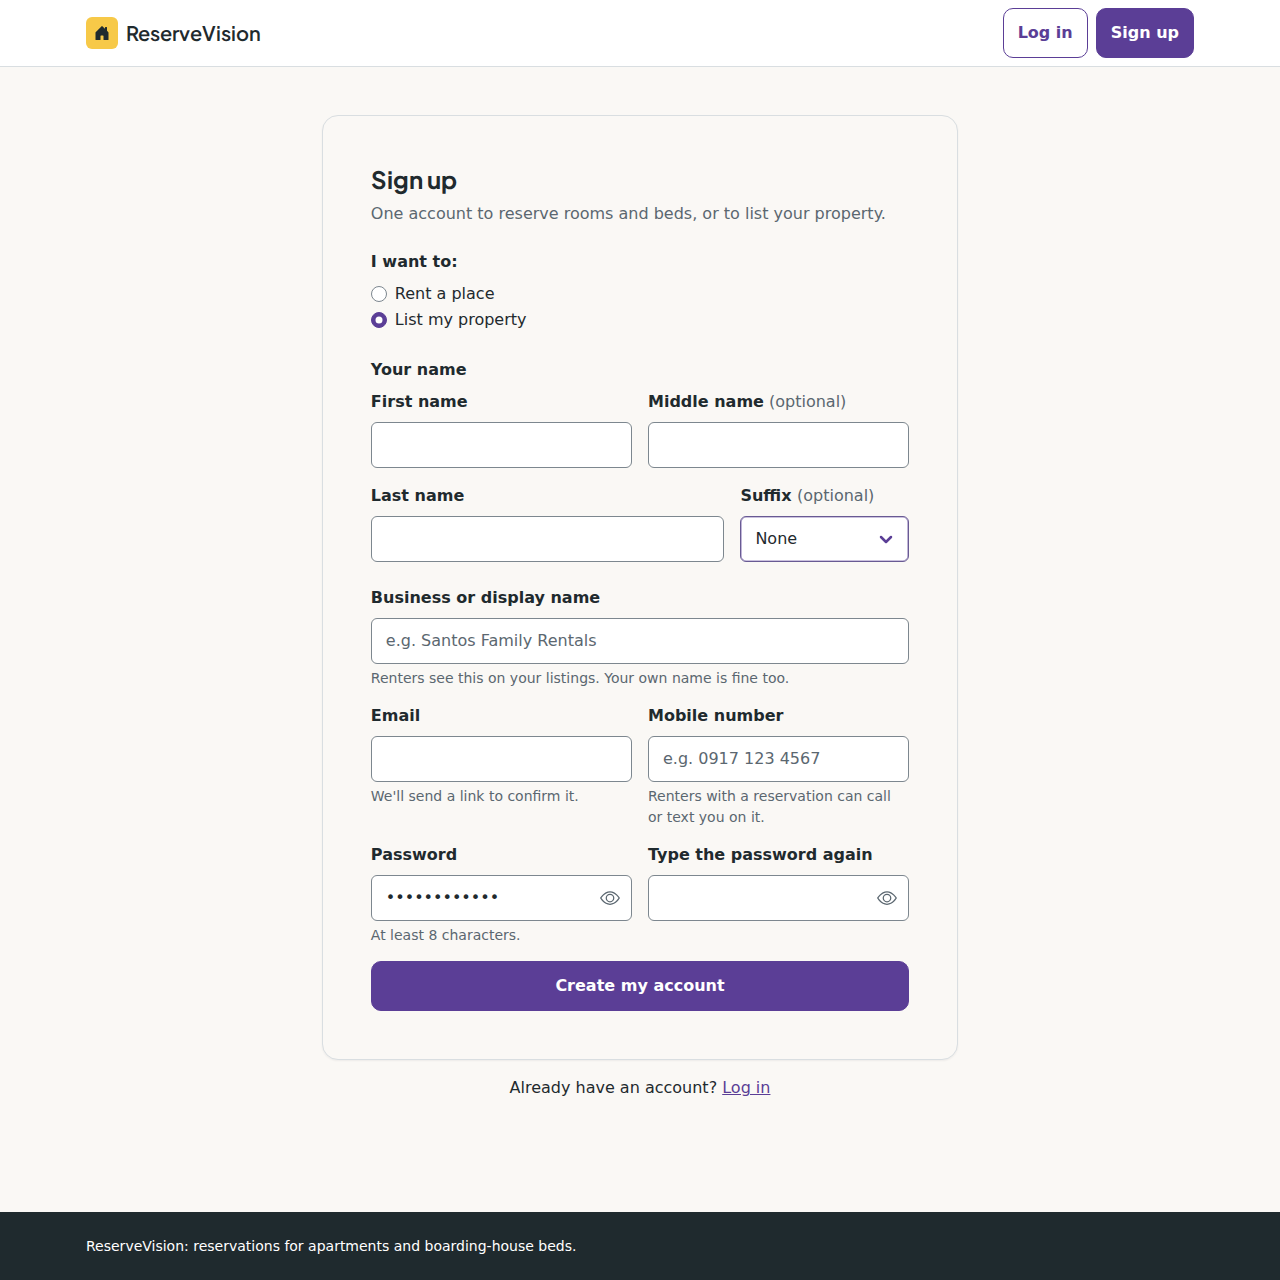 ReserveVision
Log in
Sign up
Sign up
One account to reserve rooms and beds, or to list your property.
I want to:
Rent a place
List my property
Your name
First name
Middle name (optional)
Last name
Suffix (optional)
None
Business or display name
e.g. Santos Family Rentals
Renters see this on your listings. Your own name is fine too.
Email
Mobile number
e.g. 0917 123 4567
We'll send a link to confirm it.
Renters with a reservation can call
or text you on it.
Password
Type the password again
••••••••••••
At least 8 characters.
Create my account
Already have an account? Log in
ReserveVision: reservations for apartments and boarding-house beds.